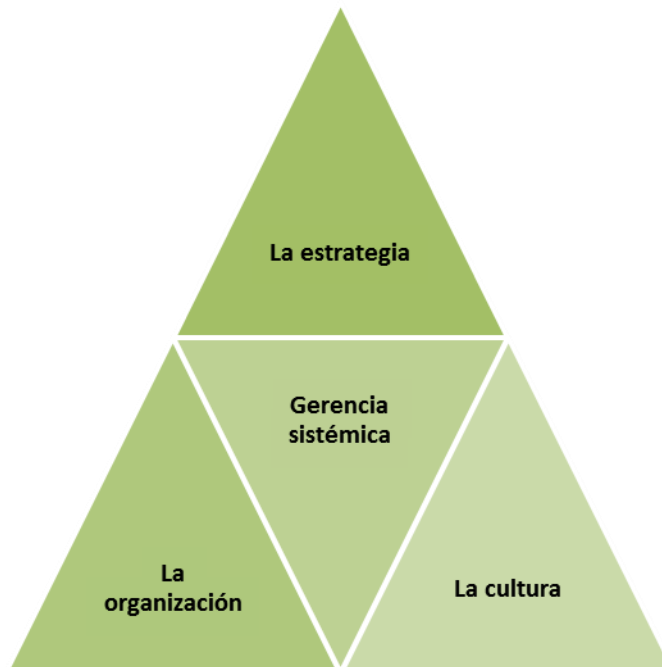 La estrategia
Gerencia
sistémica
La
organización
La cultura